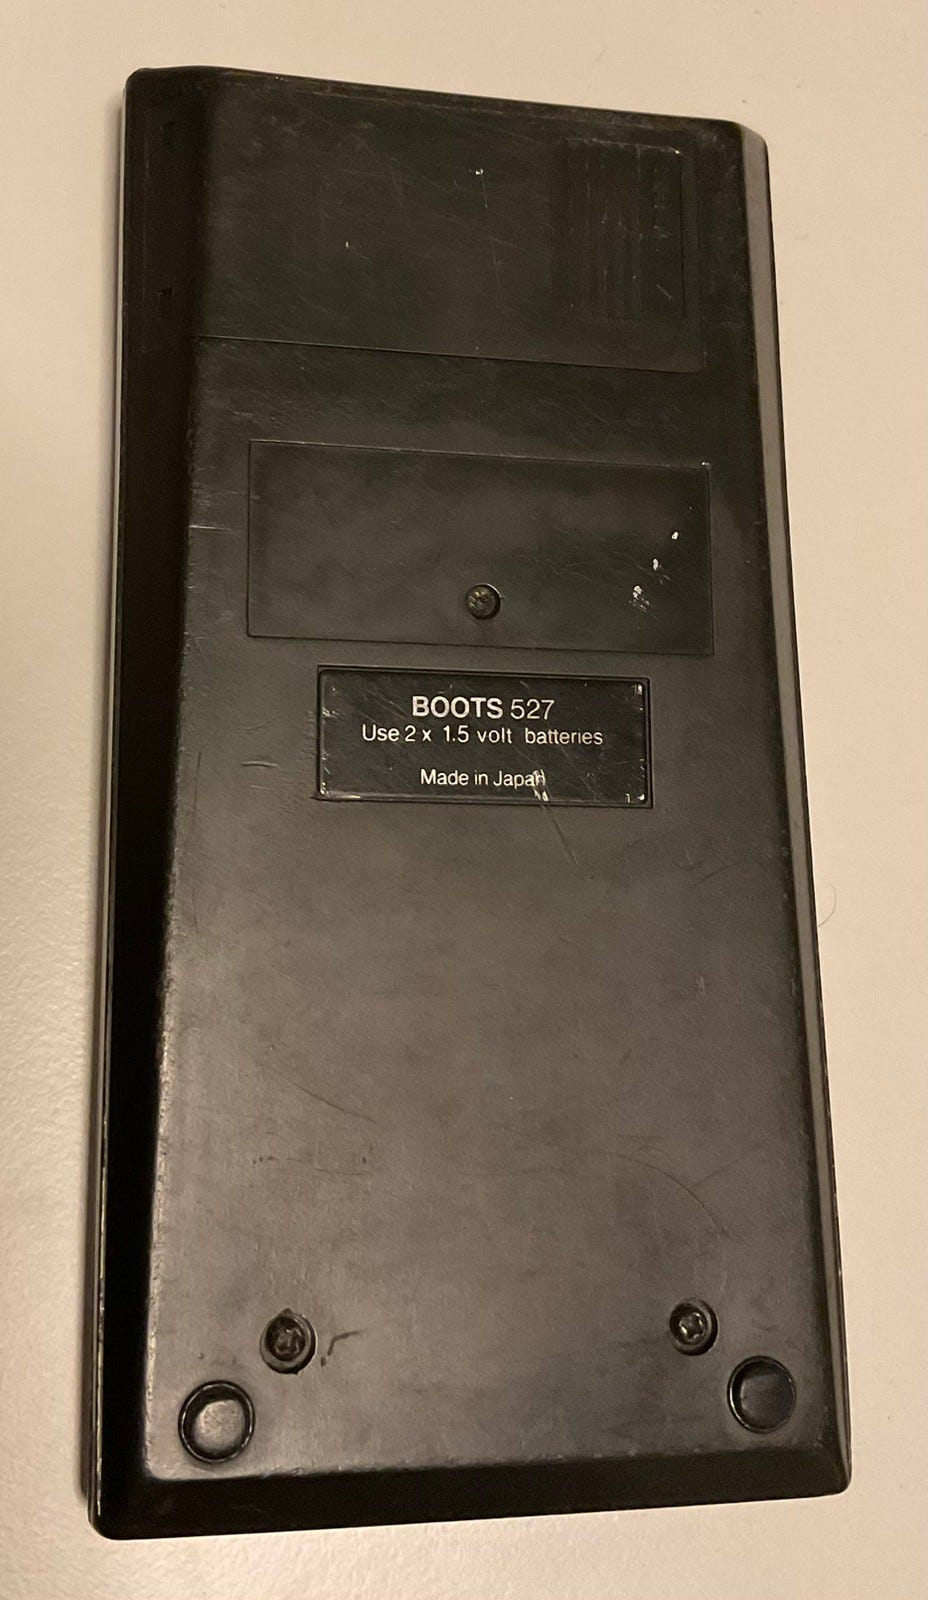 BOOTS 527
Use 2 x 1.5 volt batteries
Made in Japan